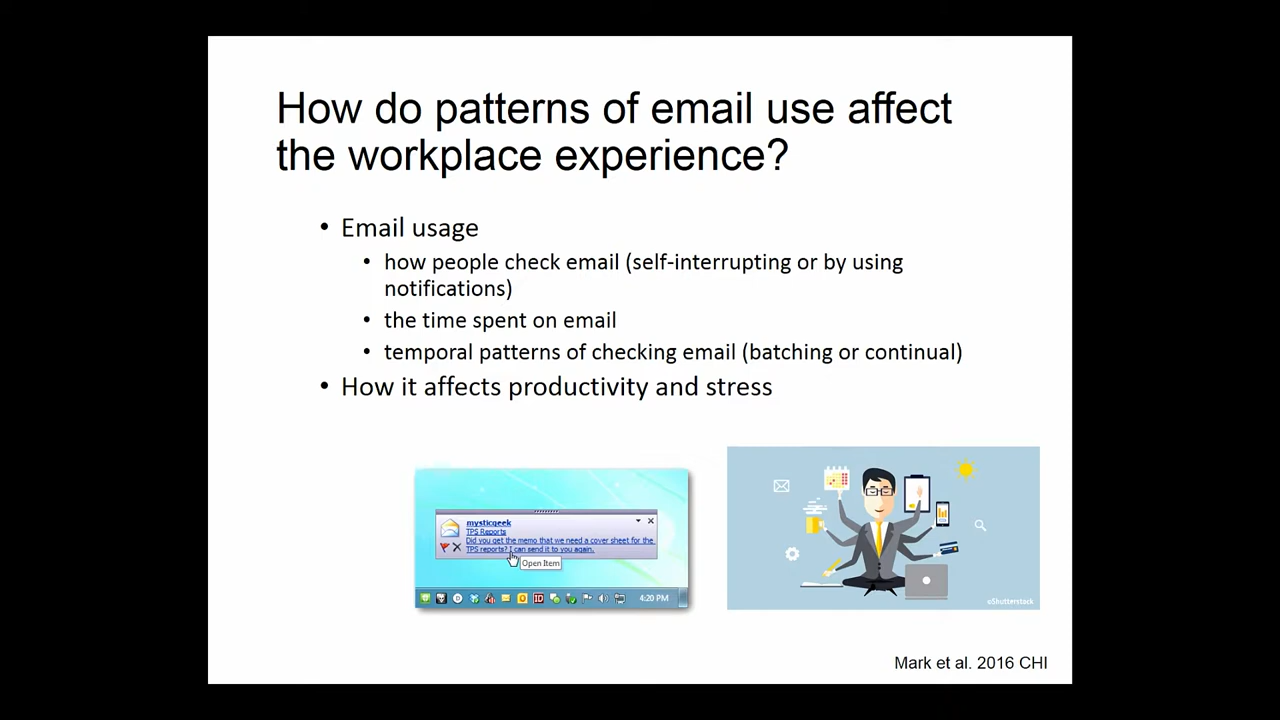 How do patterns of email use affect
the workplace experience?
• Email usage
• how people check email (self-interrupting or by using
notifications)
• the time spent on email
• temporal patterns of checking email (batching or continual)
• How it affects productivity and stress
mysticgeek
TPS Reports
Did you get the memo that we need a cover sheet for the
TPS reports? I can send it to you again.
Open Item
ID
4:20 PM
©Shutterstock
Mark et al. 2016 CHI